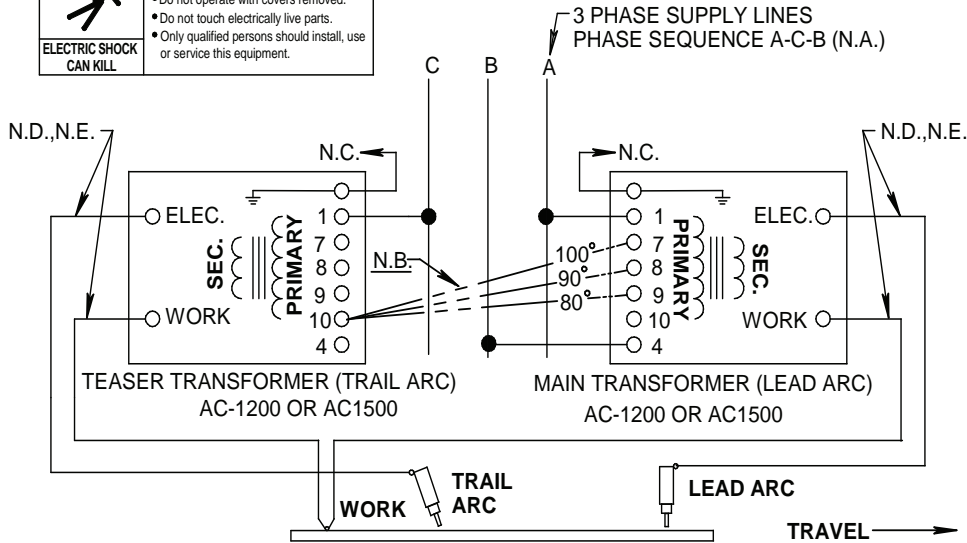 • Do not operate with covers removed.
• Do not touch electrically live parts.
• Only qualified persons should install, use
or service this equipment.
ELECTRIC SHOCK
CAN KILL
3 PHASE SUPPLY LINES
PHASE SEQUENCE A-C-B (N.A.)
C B A
N.D.,N.E.
N.D.,N.E.
N.C.
N.C.
ELEC.
1
7
8
9
10
4
SEC.
PRIMARY
WORK
N.B.
100°
90°
80°
1
7
8
9
10
4
PRIMARY
SEC.
ELEC.
WORK
TEASER TRANSFORMER (TRAIL ARC)
AC-1200 OR AC1500
MAIN TRANSFORMER (LEAD ARC)
AC-1200 OR AC1500
WORK
TRAIL
ARC
LEAD ARC
TRAVEL